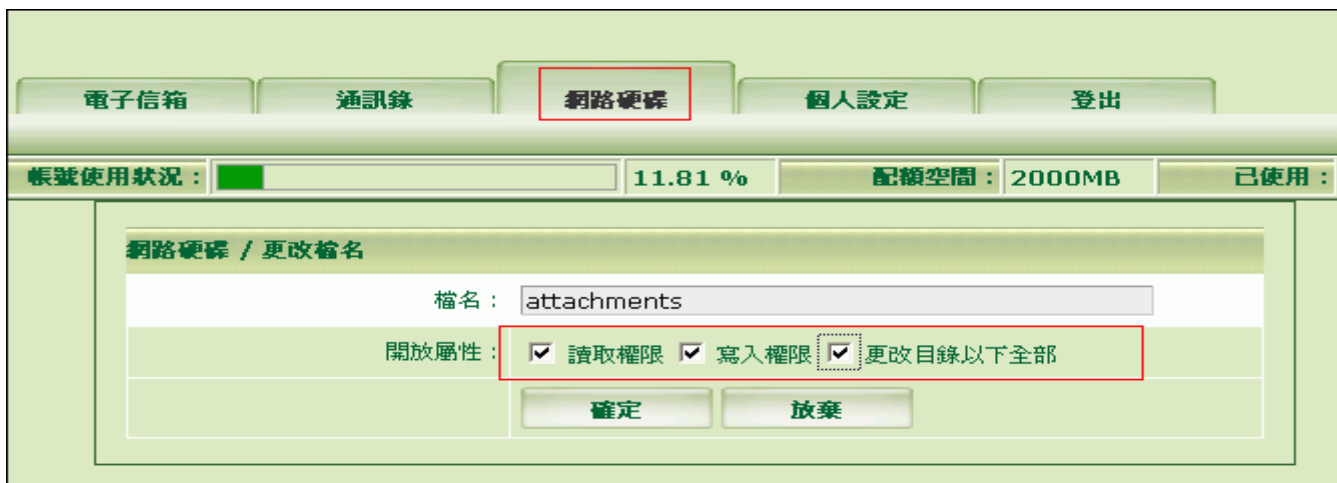 電子信箱 通訊錄 網路硬碟 個人設定 登出
帳號使用狀況： 11.81 % 配額空間： 2000MB 已使用：
網路硬碟 / 更改檔名
檔名： attachments
開放屬性： 讀取權限 寫入權限 更改目錄以下全部
確定 放棄